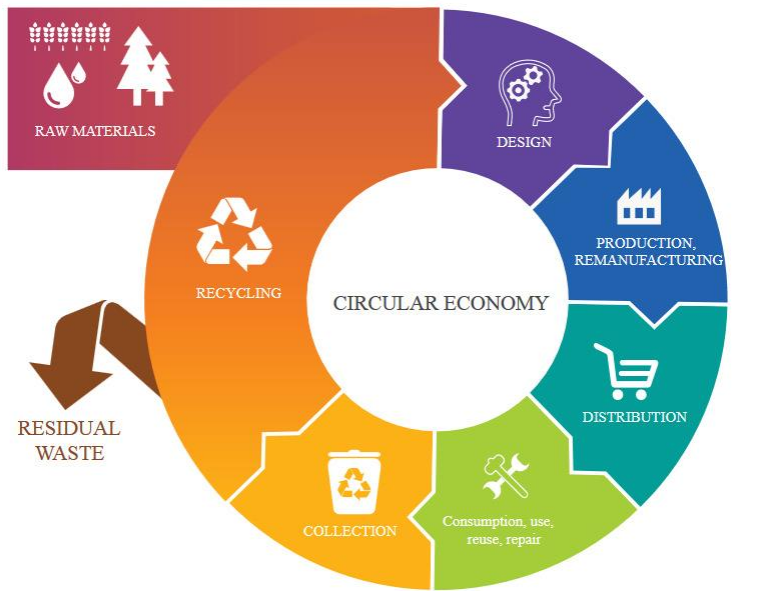 RAW MATERIALS
DESIGN
PRODUCTION,
REMANUFACTURING
RECYCLING
CIRCULAR ECONOMY
DISTRIBUTION
RESIDUAL
WASTE
COLLECTION
Consumption, use,
reuse, repair